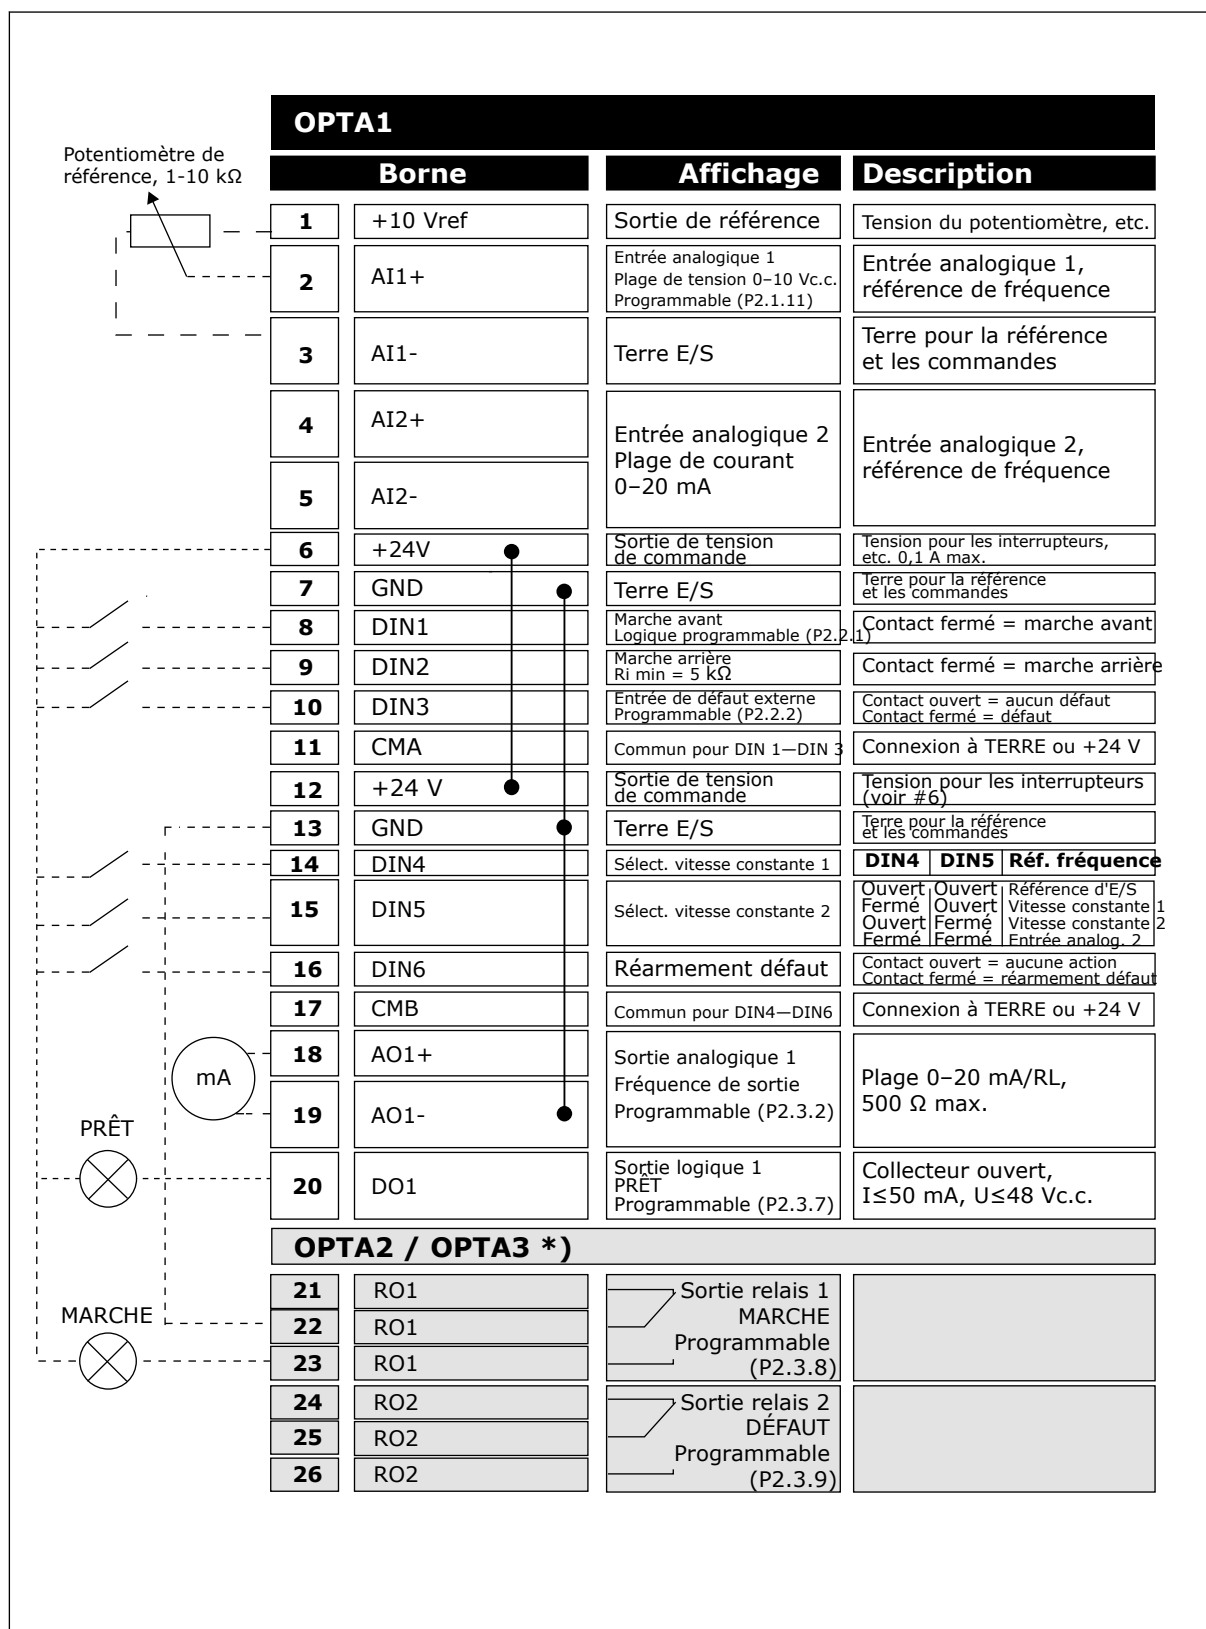 OPTA1
Potentiomètre de
référence, 1-10 kΩ
Borne Affichage Description
1 +10 Vref Sortie de référence Tension du potentiomètre, etc.
2 AI1+ Entrée analogique 1
Plage de tension 0–10 Vc.c.
Programmable (P2.1.11)
Entrée analogique 1,
référence de fréquence
3 AI1- Terre E/S Terre pour la référence
et les commandes
4 AI2+
5 AI2-
Entrée analogique 2
Plage de courant
0–20 mA
Entrée analogique 2,
référence de fréquence
6 +24V Sortie de tension
de commande
Tension pour les interrupteurs,
etc. 0,1 A max.
7 GND Terre E/S Terre pour la référence
et les commandes
8 DIN1 Marche avant
Logique programmable (P2.2.1)
Contact fermé = marche avant
9 DIN2 Marche arrière
Ri min = 5 kΩ
Contact fermé = marche arrière
10 DIN3 Entrée de défaut externe
Programmable (P2.2.2)
Contact ouvert = aucun défaut
Contact fermé = défaut
11 CMA Commun pour DIN 1—DIN 3 Connexion à TERRE ou +24 V
12 +24 V Sortie de tension
de commande
Tension pour les interrupteurs
(voir #6)
13 GND Terre E/S Terre pour la référence
et les commandes
14 DIN4 Sélect. vitesse constante 1 DIN4 DIN5 Réf. fréquence
15 DIN5 Sélect. vitesse constante 2
Ouvert Ouvert Référence d'E/S
Fermé Ouvert Vitesse constante 1
Ouvert Fermé Vitesse constante 2
Fermé Fermé Entrée analog. 2
16 DIN6 Réarmement défaut Contact ouvert = aucune action
Contact fermé = réarmement défaut
17 CMB Commun pour DIN4—DIN6 Connexion à TERRE ou +24 V
mA
18 AO1+
19 AO1-
Sortie analogique 1
Fréquence de sortie
Programmable (P2.3.2)
Plage 0–20 mA/RL,
500 Ω max.
PRÊT
20 DO1 Sortie logique 1
PRÊT
Programmable (P2.3.7)
Collecteur ouvert,
I≤50 mA, U≤48 Vc.c.
OPTA2 / OPTA3 *)
MARCHE
21 RO1
22 RO1
23 RO1
Sortie relais 1
MARCHE
Programmable
(P2.3.8)
24 RO2
25 RO2
26 RO2
Sortie relais 2
DÉFAUT
Programmable
(P2.3.9)